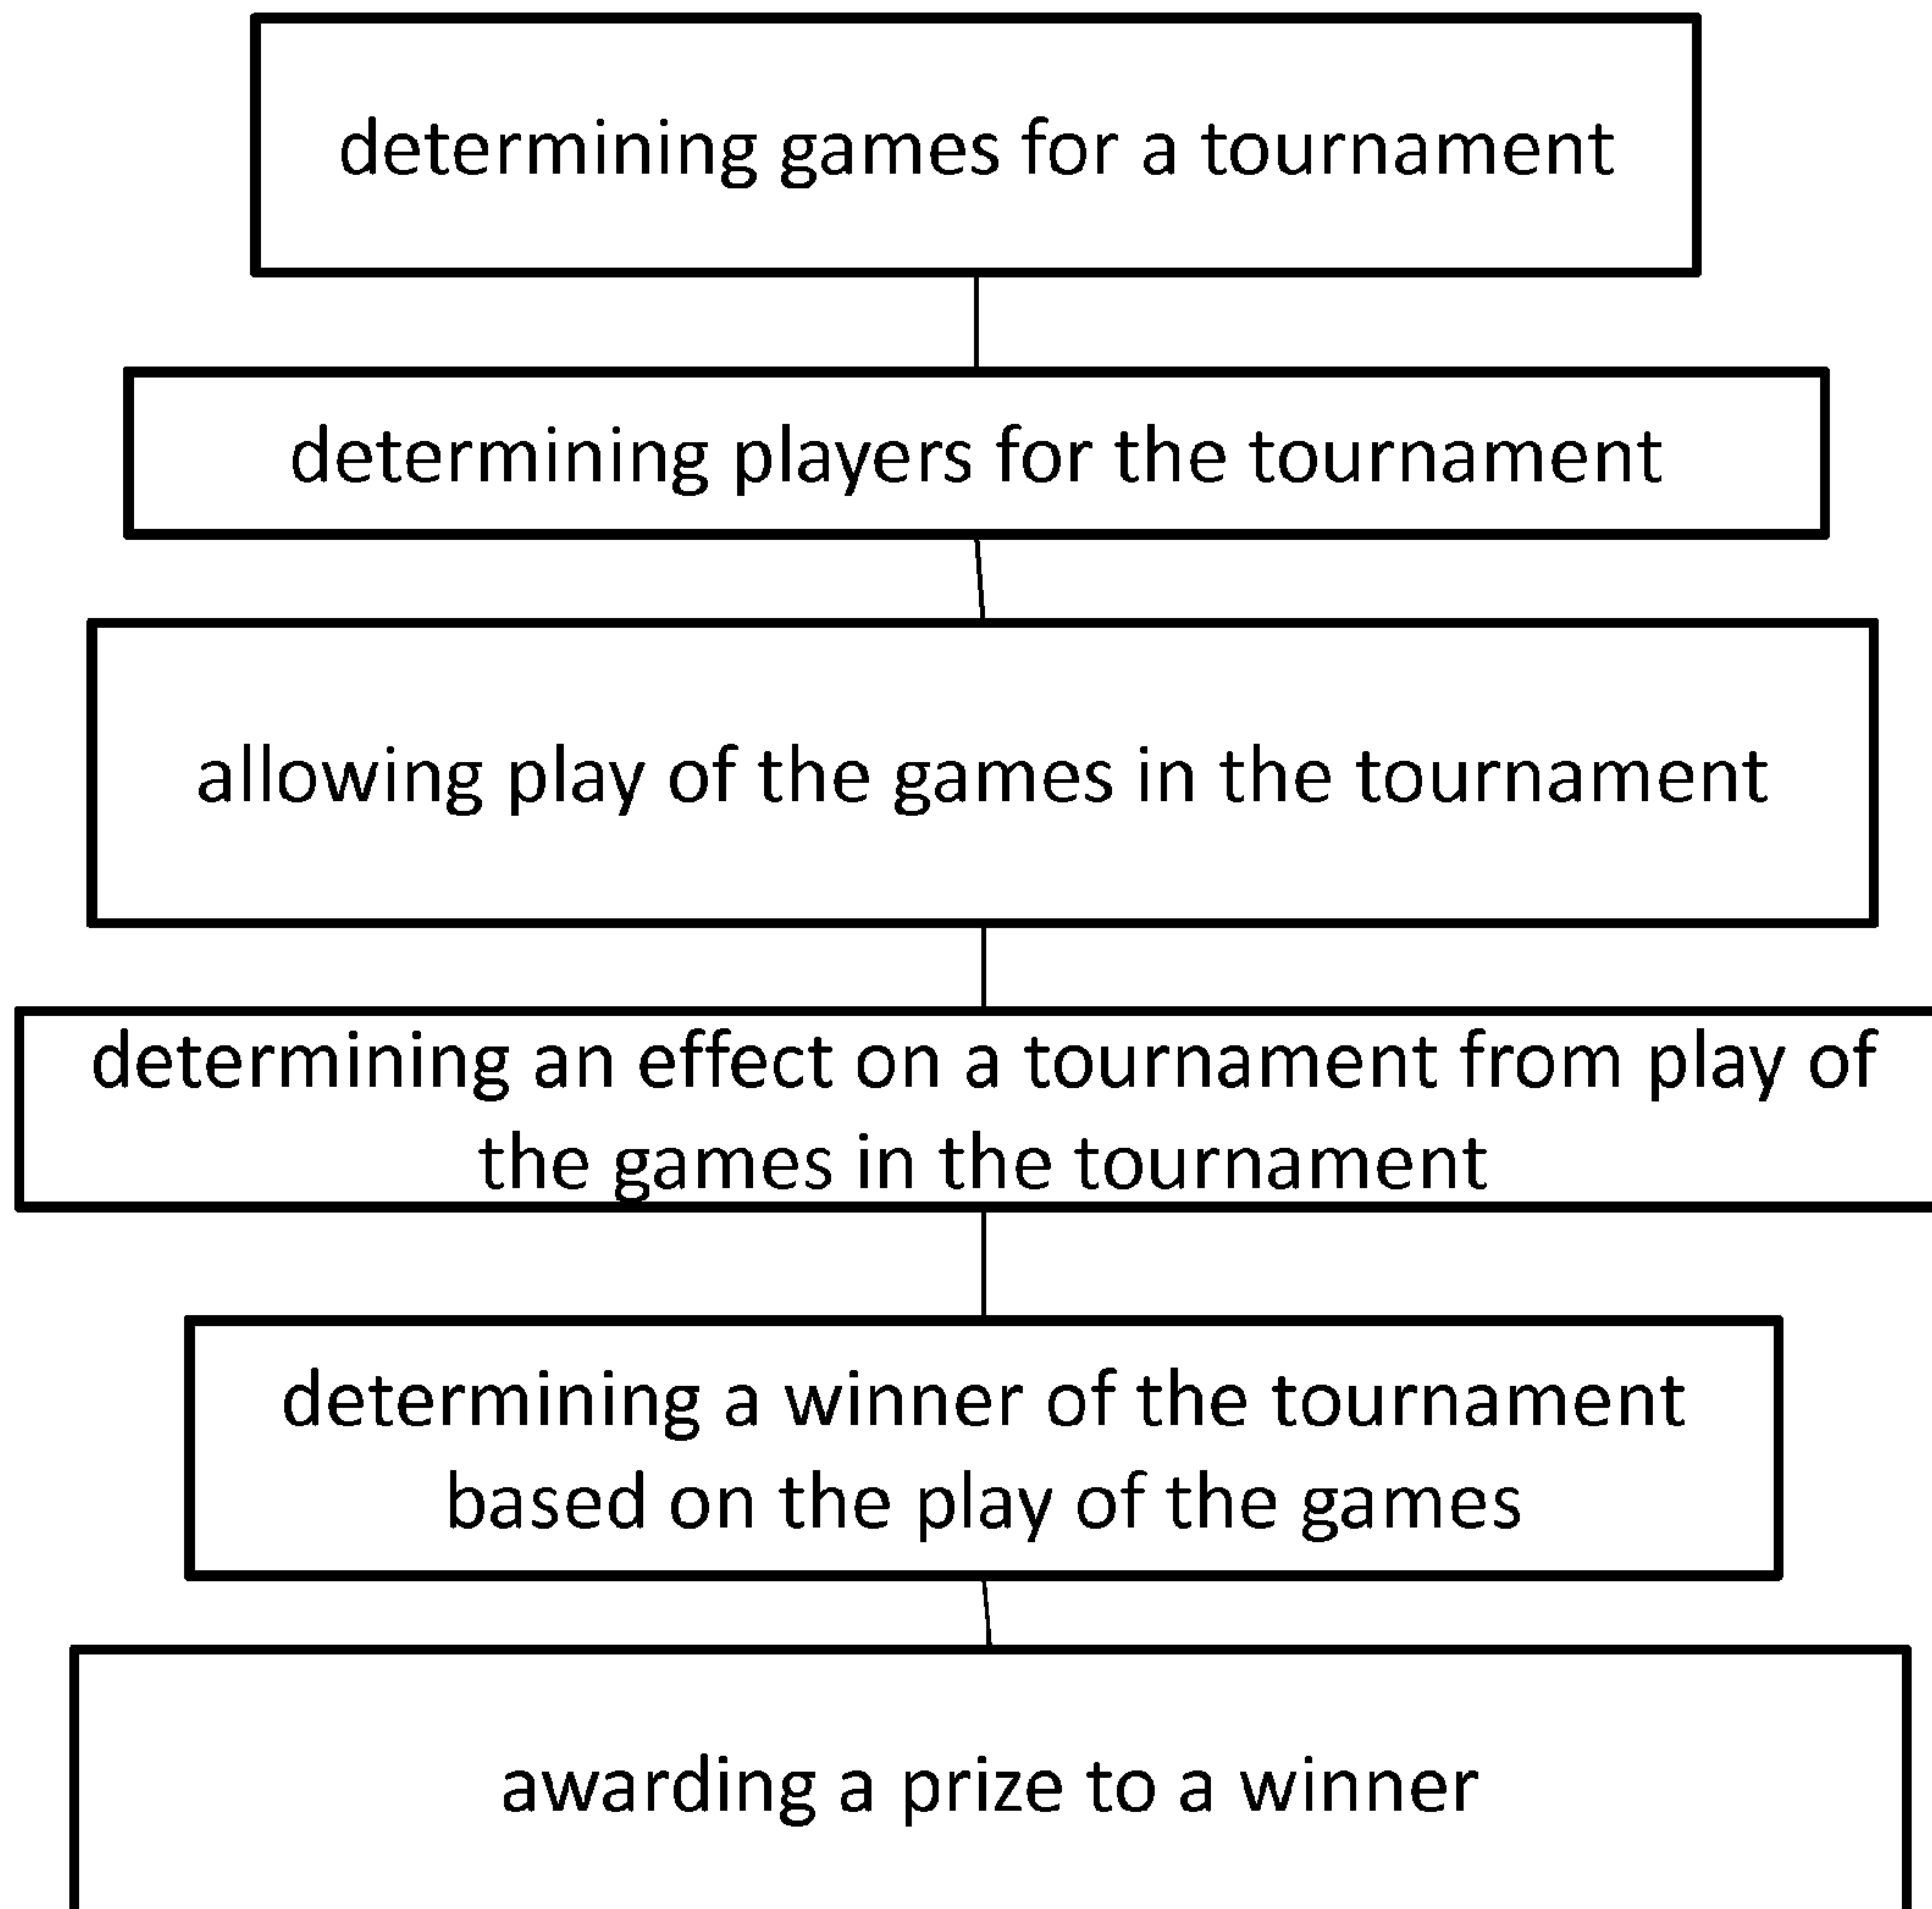 determining games for a tournament
determining players for the tournament
allowing play of the games in the tournament
determining an effect on a tournament from play of
the games in the tournament
determining a winner of the tournament
based on the play of the games
awarding a prize to a winner